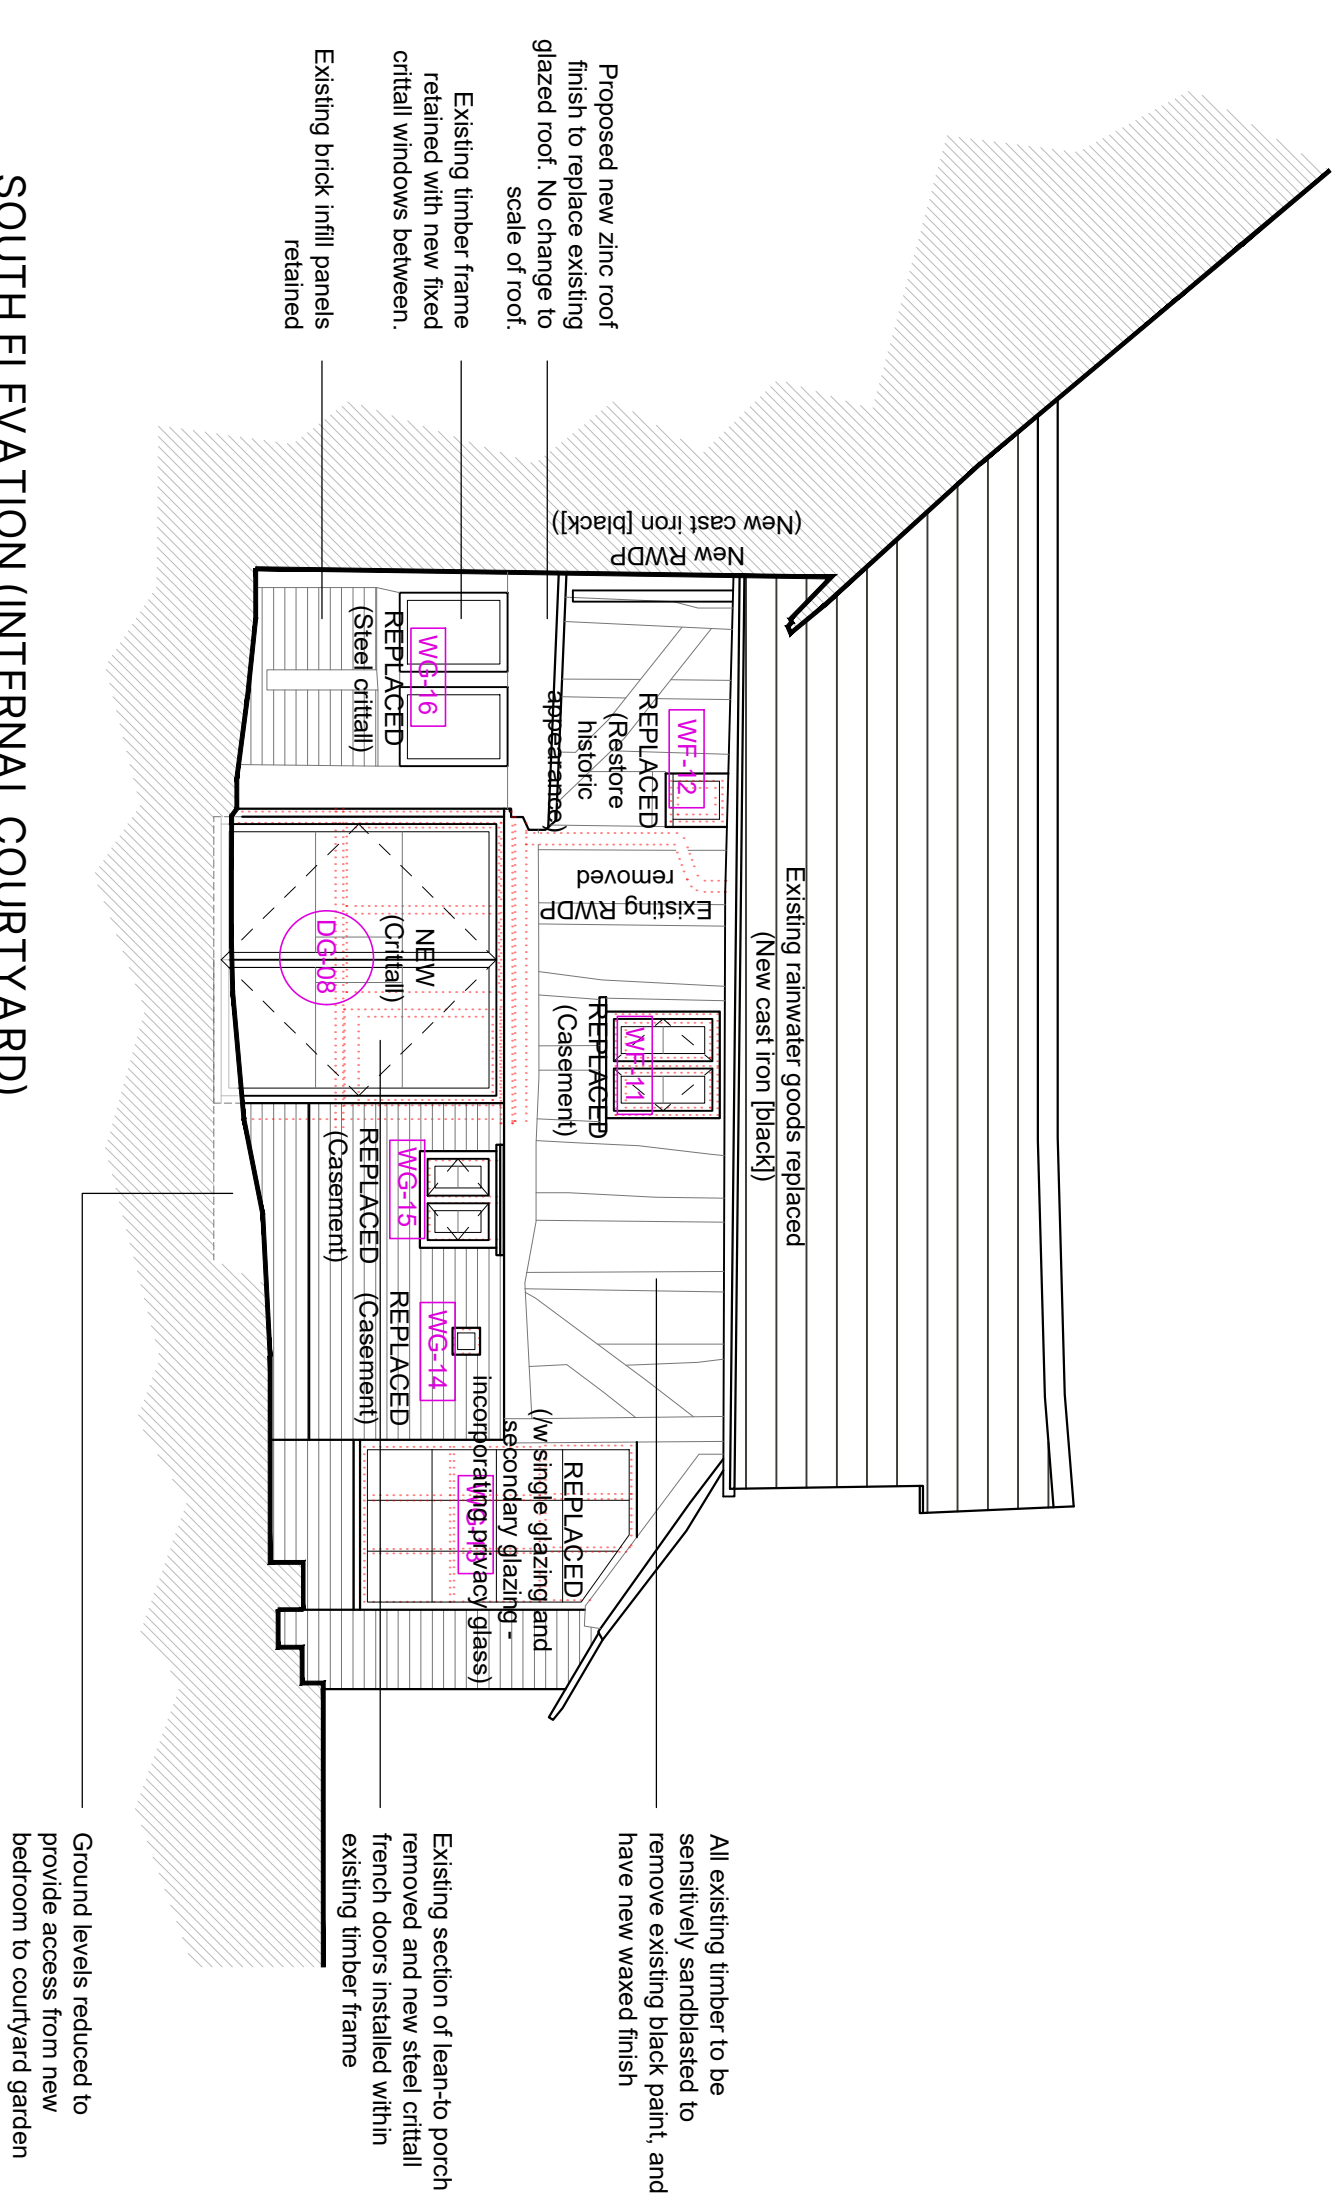 Proposed new zinc roof
finish to replace existing
glazed roof. No change to
scale of roof.
Existing timber frame
retained with new fixed
crittall windows between.
Existing brick infill panels
retained
New RWDP
(New cast iron [black])
WF-12
REPLACED
(Restore
historic
appearance)
WG-16
REPLACED
(Steel crittall)
Existing rainwater goods replaced
(New cast iron [black])
Existing RWDP
removed
WF-11
REPLACED
(Casement)
NEW
(Crittall)
DG-08
WG-15
REPLACED
(Casement)
WG-14
REPLACED
(Casement)
REPLACED
(/w single glazing and
secondary glazing -
incorporating privacy glass)
WG-13
All existing timber to be
sensitively sandblasted to
remove existing black paint, and
have new waxed finish
Existing section of lean-to porch
removed and new steel crittall
french doors installed within
existing timber frame
Ground levels reduced to
provide access from new
bedroom to courtyard garden
SOUTH ELEVATION (INTERNAL COURTYARD)